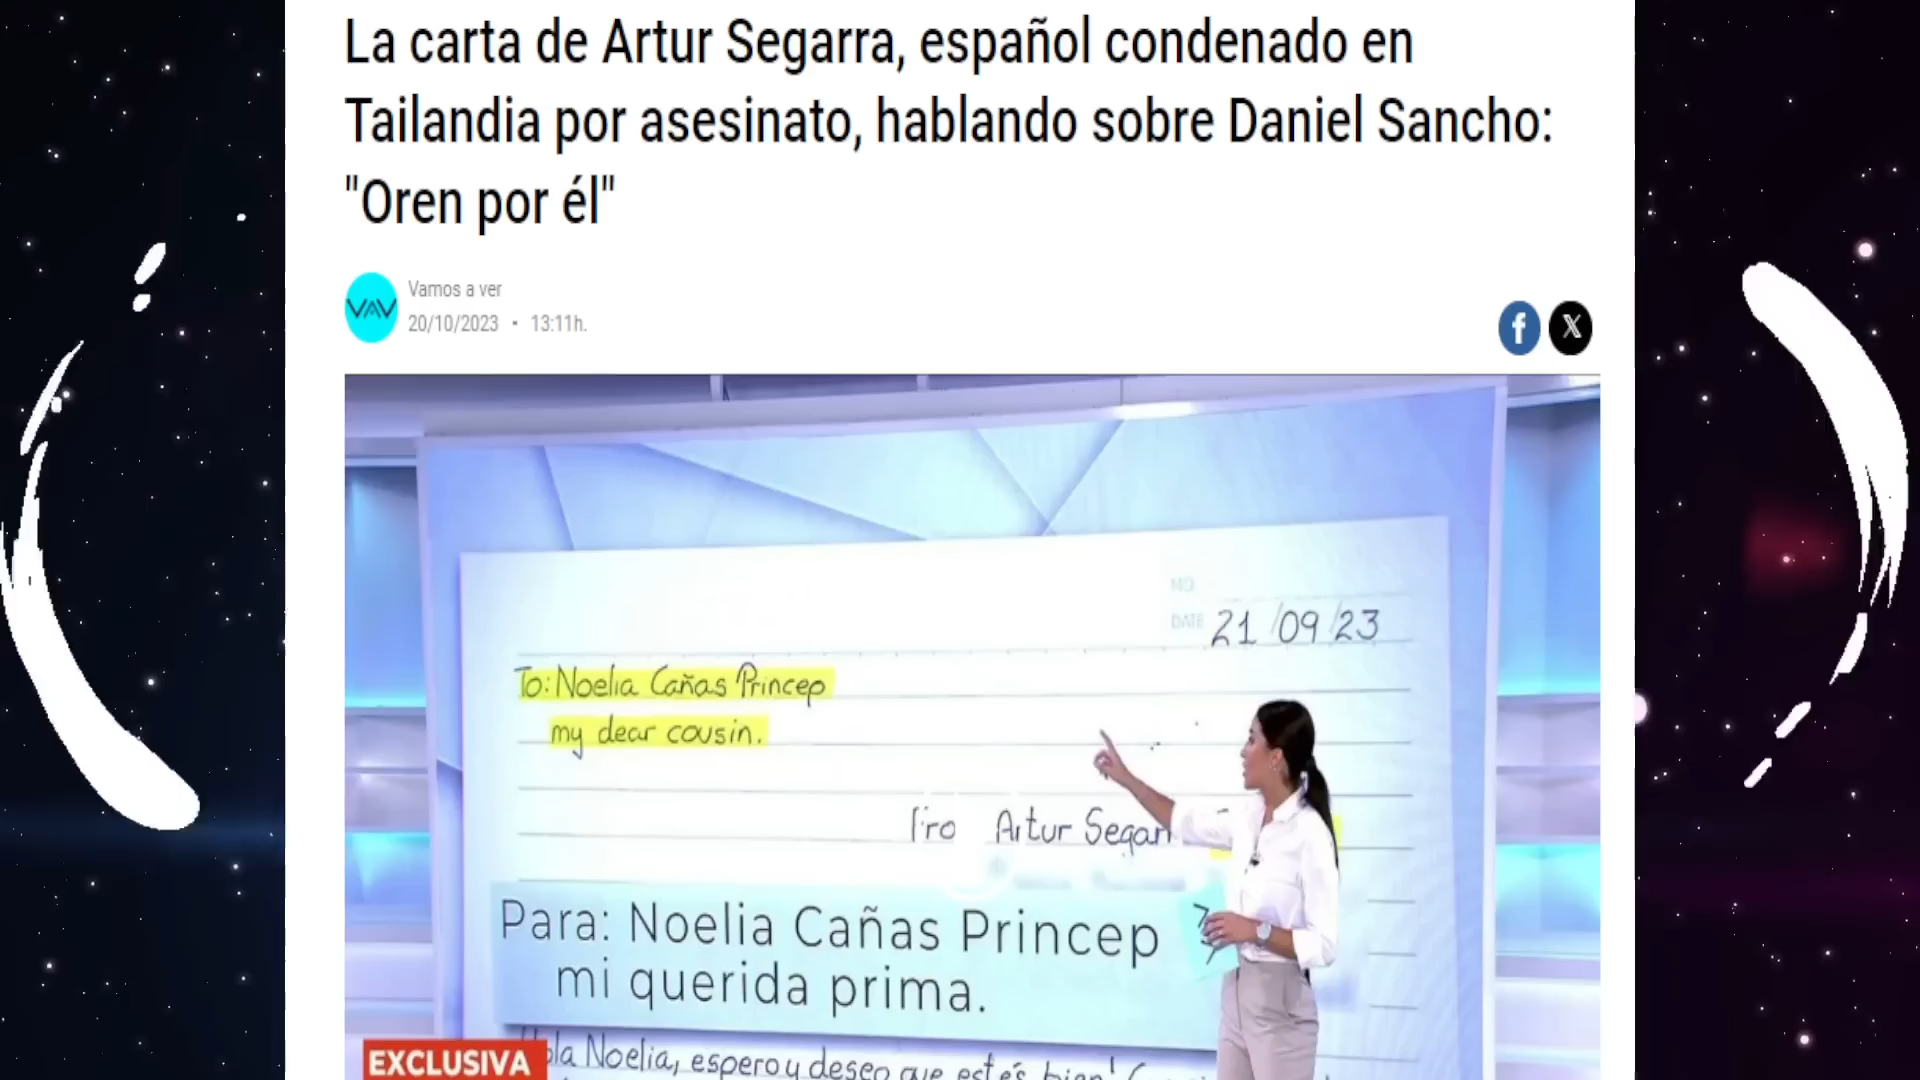 La carta de Artur Segarra, español condenado en
Tailandia por asesinato, hablando sobre Daniel Sancho:
"Oren por él"
VAV
Vamos a ver
20/10/2023 · 13:11h.
NO
DATE 21/09/23
To: Noelia Cañas Princep
my dear cousin.
Artur
Para: Noelia Cañas Princep
mi querida prima.
Noelia, espero y deseo que estés bien!
EXCLUSIVA